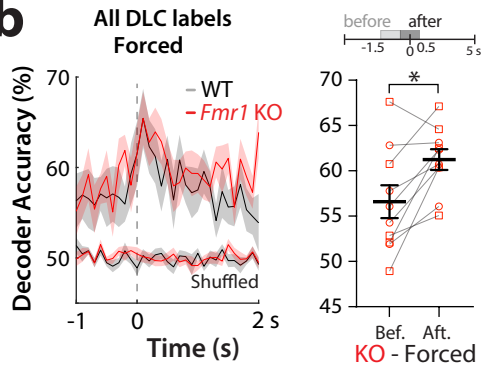 b
All DLC labels
Forced
Decoder Accuracy (%)
70
60
50
WT
Fmr1 KO
Shuffled
-1
0
2 s
Time (s)
before
after
-1.5
0
0.5
5 s
*
70
65
60
55
50
45
Bef.
Aft.
KO - Forced